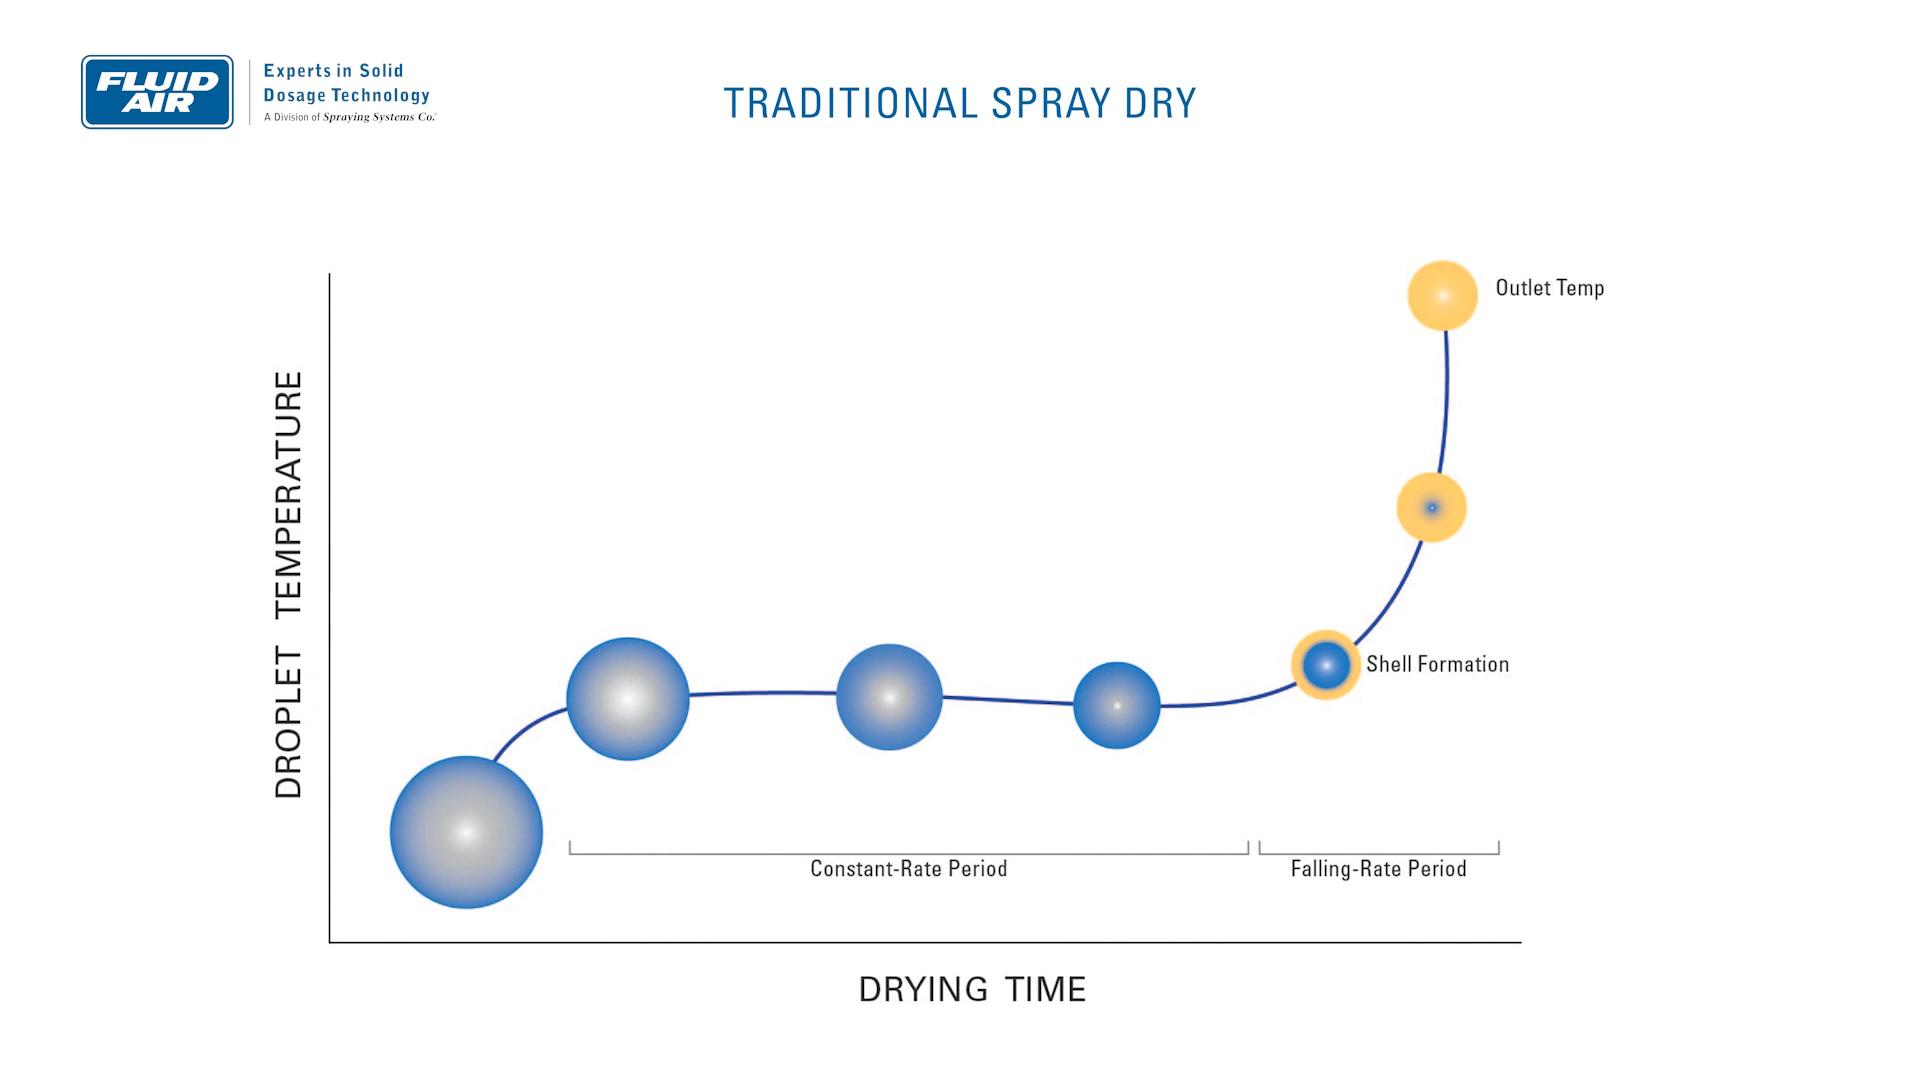 FLUID
AIR
Experts in Solid
Dosage Technology
A Division of Spraying Systems Co.
TRADITIONAL SPRAY DRY
Outlet Temp
DROPLET TEMPERATURE
Shell Formation
Constant-Rate Period
Falling-Rate Period
DRYING TIME